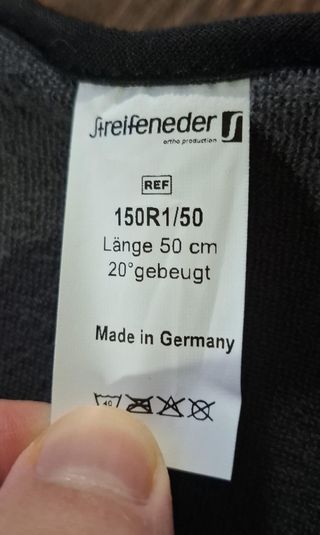 Streifeneder
ortho production
REF
150R1/50
Länge 50 cm
20°gebeugt
Made in Germany
40